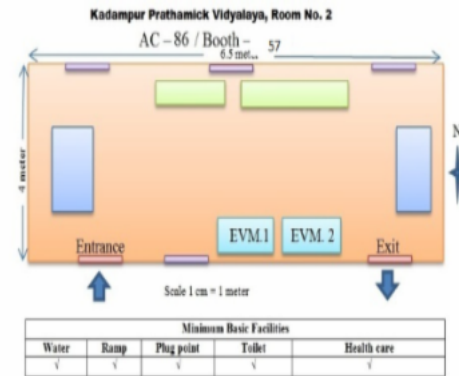 Kadampur Prathamick Vidyalaya, Room No. 2
AC – 86 / Booth – 57
6.5 met...
4 meter
N
EVM.1 EVM. 2
Entrance Exit
Scale 1 cm = 1 meter
Minimum Basic Facilities
Water Ramp Plug point Toilet Health care
√ √ √ √ √